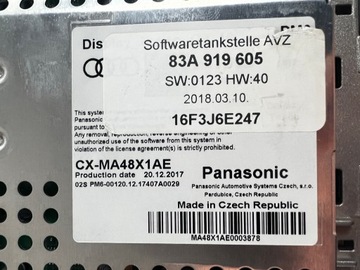 Dis
Softwaretankstelle AVZ
83A 919 605
SW:0123 HW:40
2018.03.10.
16F3J6E247
This system
Panasonic
Any removal, reproduction, reverse engineering or other
unauthorized use of the software from this system in
violation of the license agreement(s) is strictly prohibited.
CX-MA48X1AE
Production date 20.12.2017
02S PM6-00120.12.17407A0029
Panasonic
Panasonic Automotive Systems Czech, s.r.o.
Pardubice, Czech Republic
Made in Czech Republic
MA48X1AE0003878